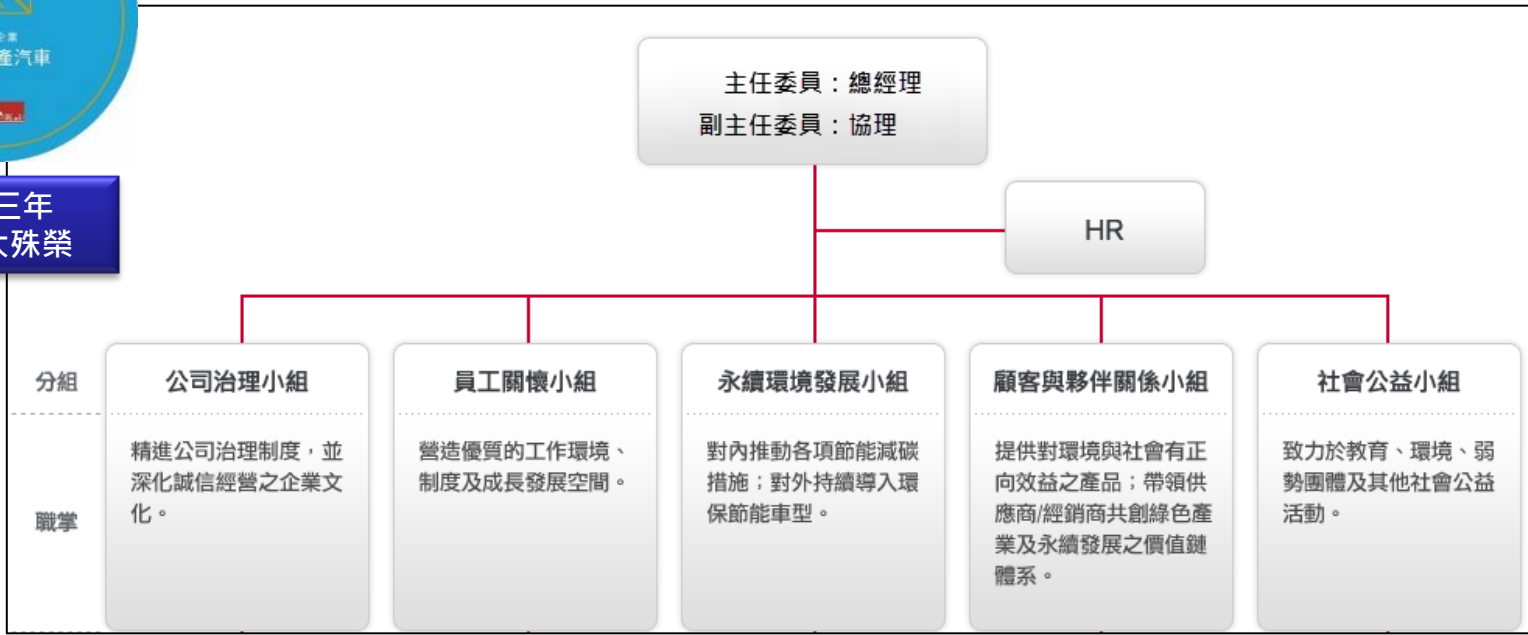 企業
產汽車
三年
大殊榮
主任委員：總經理
副主任委員：協理
HR
分組
公司治理小組
員工關懷小組
永續環境發展小組
顧客與夥伴關係小組
社會公益小組
職掌
精進公司治理制度，並
深化誠信經營之企業文
化。
營造優質的工作環境、
制度及成長發展空間。
對內推動各項節能減碳
措施；對外持續導入環
保節能車型。
提供對環境與社會有正
向效益之產品；帶領供
應商/經銷商共創綠色產
業及永續發展之價值鏈
體系。
致力於教育、環境、弱
勢團體及其他社會公益
活動。